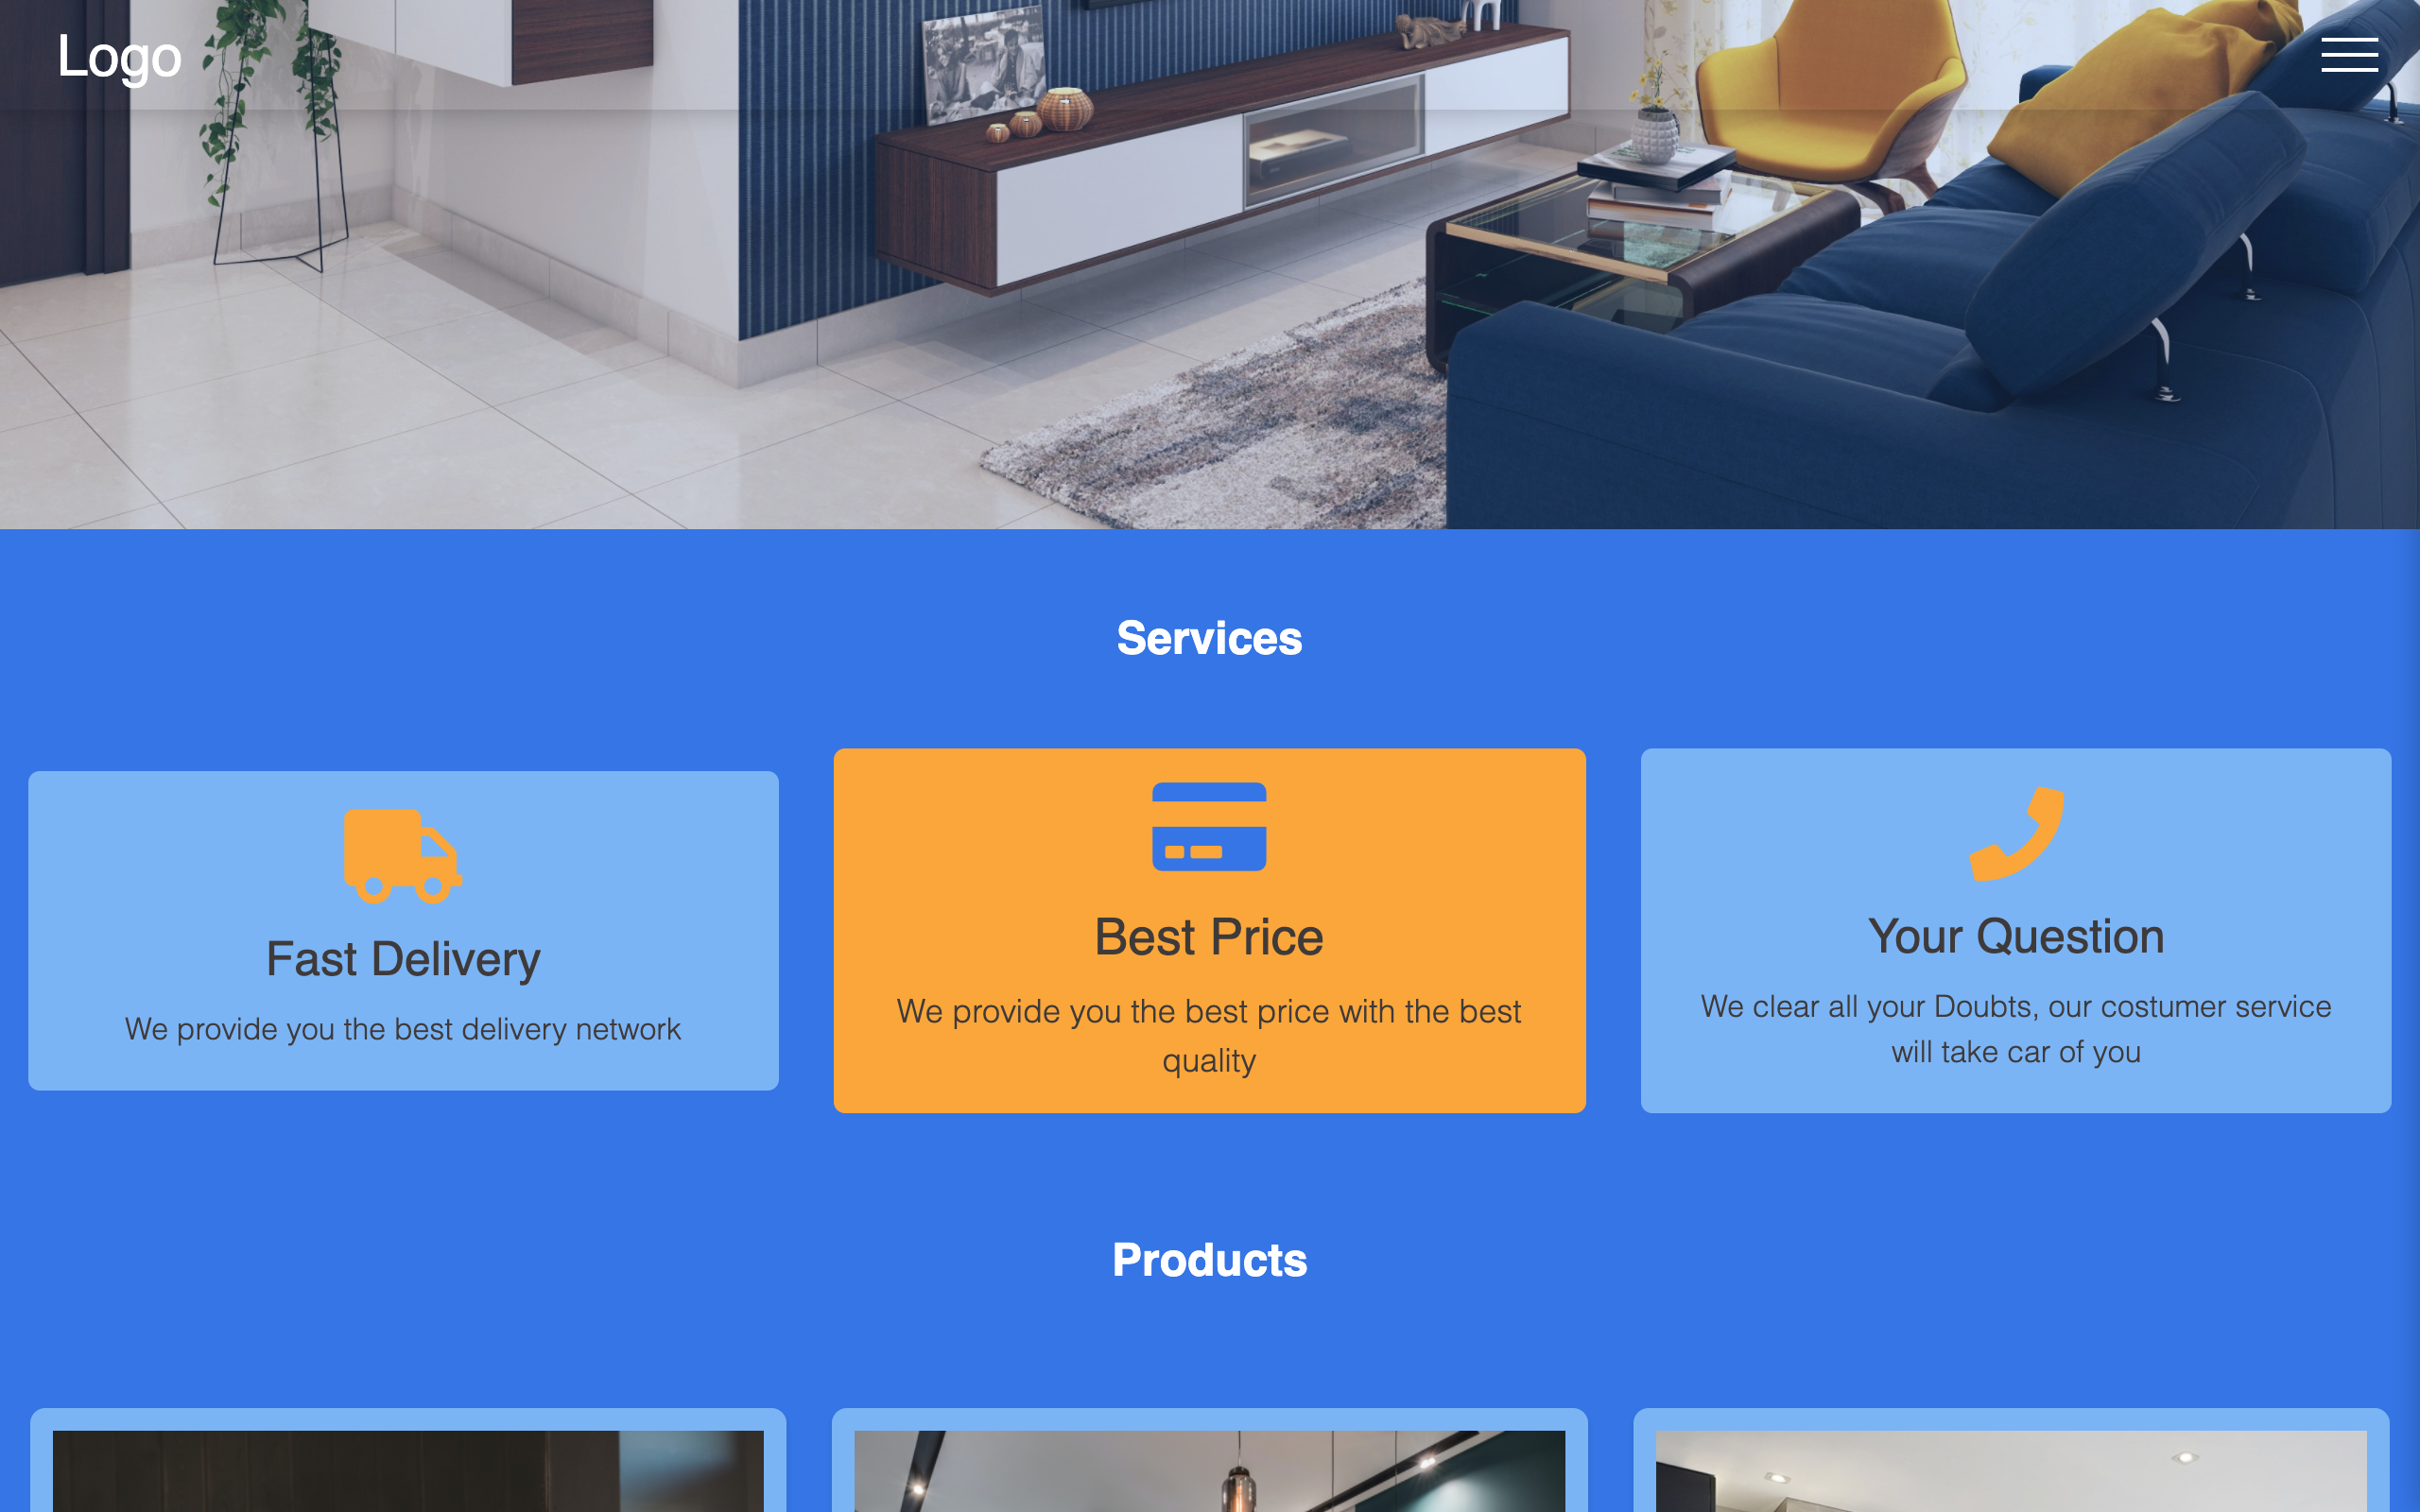 Logo
Services
Fast Delivery
We provide you the best delivery network
Best Price
We provide you the best price with the best
quality
Your Question
We clear all your Doubts, our costumer service
will take car of you
Products